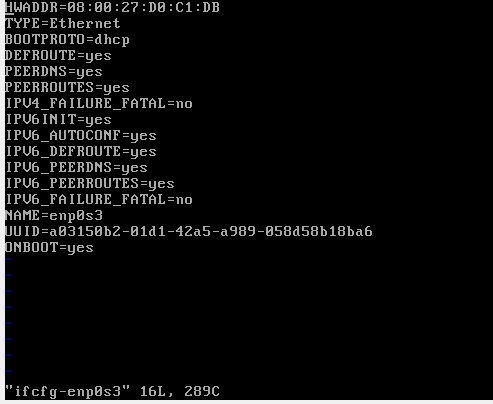 HWADDR=08:00:27:D0:C1:DB
TYPE=Ethernet
BOOTPROTO=dhcp
DEFROUTE=yes
PEERDNS=yes
PEERROUTES=yes
IPV4_FAILURE_FATAL=no
IPV6INIT=yes
IPV6_AUTOCONF=yes
IPV6_DEFROUTE=yes
IPV6_PEERDNS=yes
IPV6_PEERROUTES=yes
IPV6_FAILURE_FATAL=no
NAME=enp0s3
UUID=a03150b2-01d1-42a5-a989-058d58b18ba6
ONBOOT=yes
~
~
~
~
~
~
~
~
"ifcfg-enp0s3" 16L, 289C